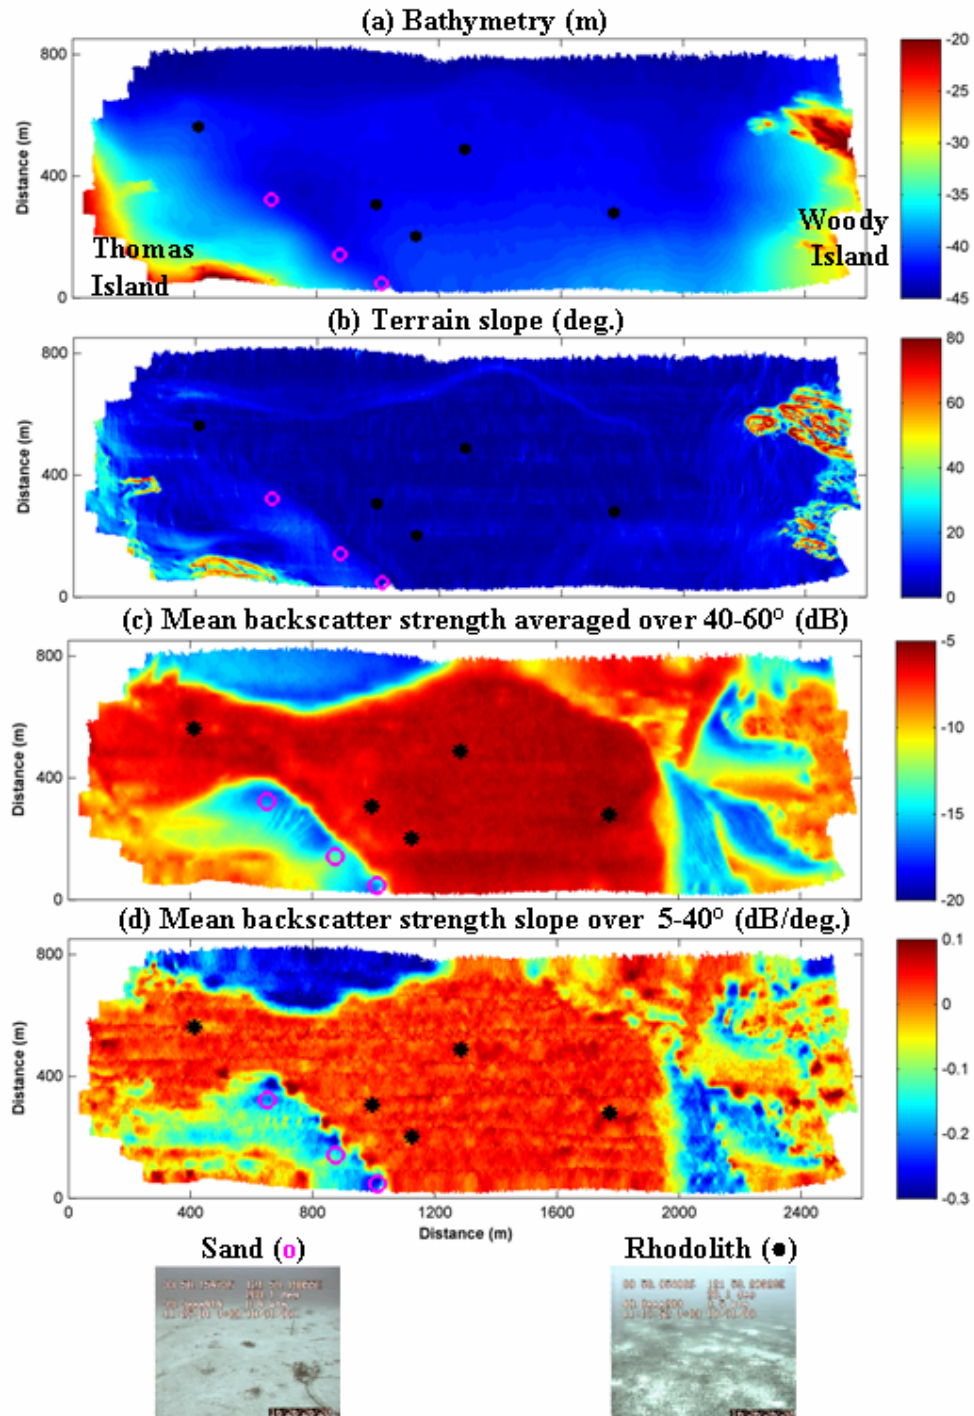 (a) Bathymetry (m)
800
400
0
Distance (m)
Thomas
Island
Woody
Island
-20
-25
-30
-35
-40
-45
(b) Terrain slope (deg.)
800
400
0
Distance (m)
80
60
40
20
0
(c) Mean backscatter strength averaged over 40-60° (dB)
800
400
0
Distance (m)
-5
-10
-15
-20
(d) Mean backscatter strength slope over 5-40° (dB/deg.)
800
400
0
Distance (m)
0.1
0
-0.1
-0.2
-0.3
0 400 800 1200 1600 2000 2400
Distance (m)
Sand (o) Rhodolith (●)